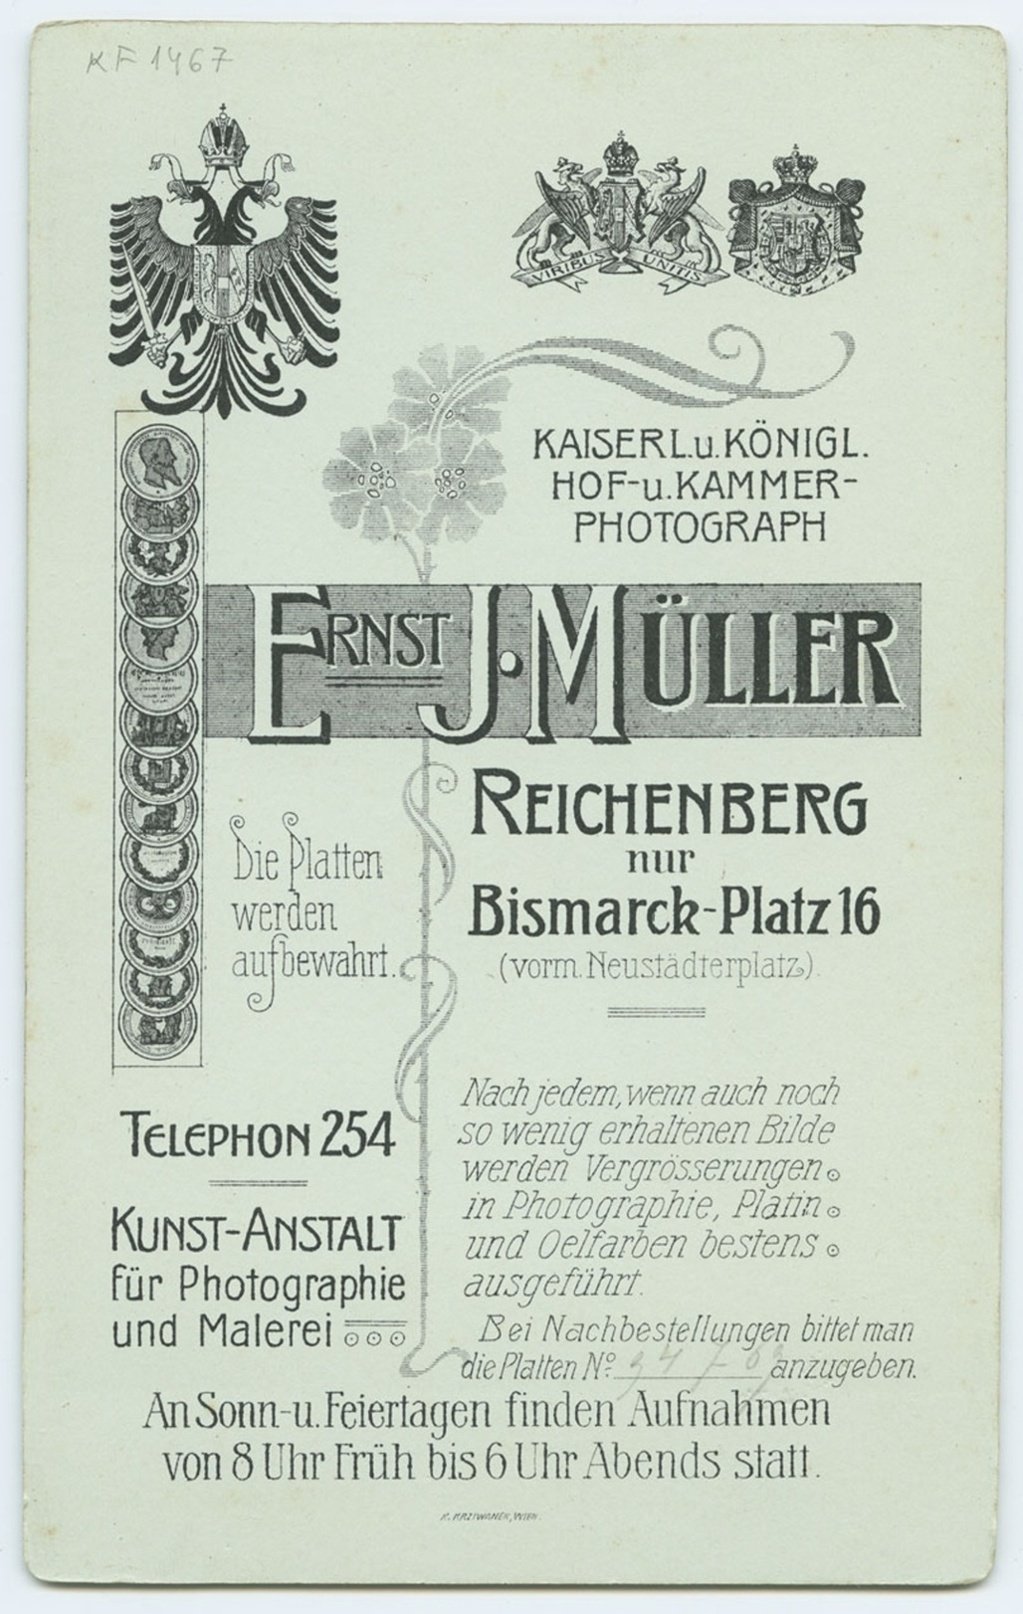 KF 1467
VIRIBUS UNITIS
KAISERL.u.KÖNIGL.
HOF-u.KAMMER-
PHOTOGRAPH
ERNST J. MÜLLER
REICHENBERG
nur
Bismarck-Platz 16
(vorm. Neustädterplatz).
Die Platten
werden
aufbewahrt.
TELEPHON 254
KUNST-ANSTALT
für Photographie
und Malerei
Nach jedem, wenn auch noch
so wenig erhaltenen Bilde
werden Vergrösserungen
in Photographie, Platin
und Oelfarben bestens
ausgeführt.
Bei Nachbestellungen bittet man
die Platten No. anzugeben.
An Sonn-u. Feiertagen finden Aufnahmen
von 8 Uhr Früh bis 6 Uhr Abends statt.
K. KRZIWANEK, WIEN